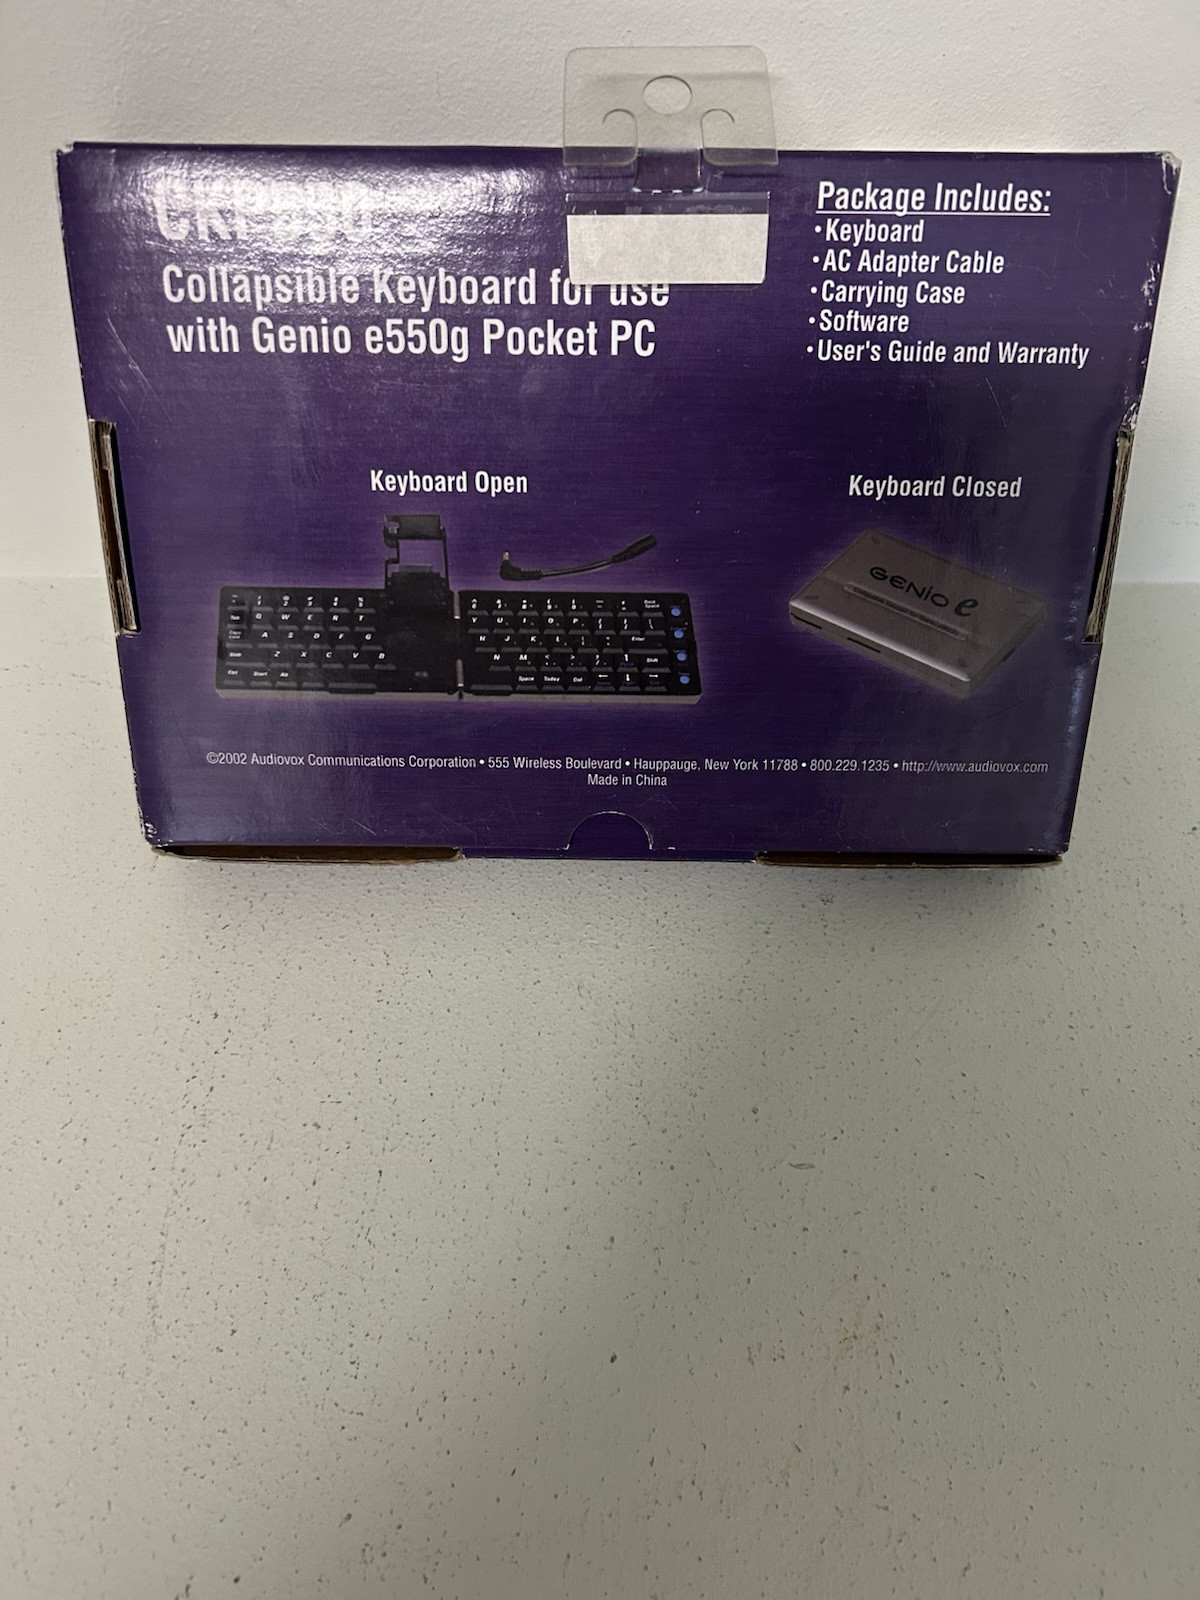 Collapsible Keyboard for use
with Genio e550g Pocket PC
Package Includes:
•Keyboard
•AC Adapter Cable
•Carrying Case
•Software
•User's Guide and Warranty
Keyboard Open
Keyboard Closed
GENiO e
©2002 Audiovox Communications Corporation • 555 Wireless Boulevard • Hauppauge, New York 11788 • 800.229.1235 • http://www.audiovox.com
Made in China